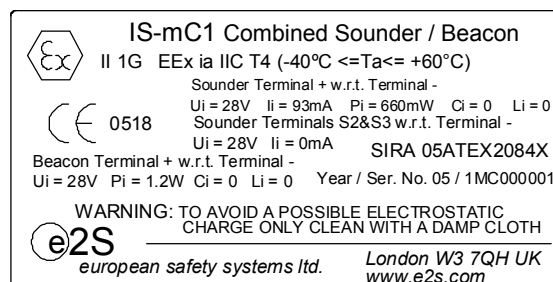 IS-mC1 Combined Sounder / Beacon
Ex
II 1G EEx ia IIC T4 (-40ºC <=Ta<= +60°C)
Sounder Terminal + w.r.t. Terminal -
Ui = 28V Ii = 93mA Pi = 660mW Ci = 0 Li = 0
CE 0518
Sounder Terminals S2&S3 w.r.t. Terminal -
Ui = 28V Ii = 0mA
SIRA 05ATEX2084X
Beacon Terminal + w.r.t. Terminal -
Ui = 28V Pi = 1.2W Ci = 0 Li = 0
Year / Ser. No. 05 / 1MC000001
WARNING: TO AVOID A POSSIBLE ELECTROSTATIC
CHARGE ONLY CLEAN WITH A DAMP CLOTH
e2S
european safety systems ltd.
London W3 7QH UK
www.e2s.com